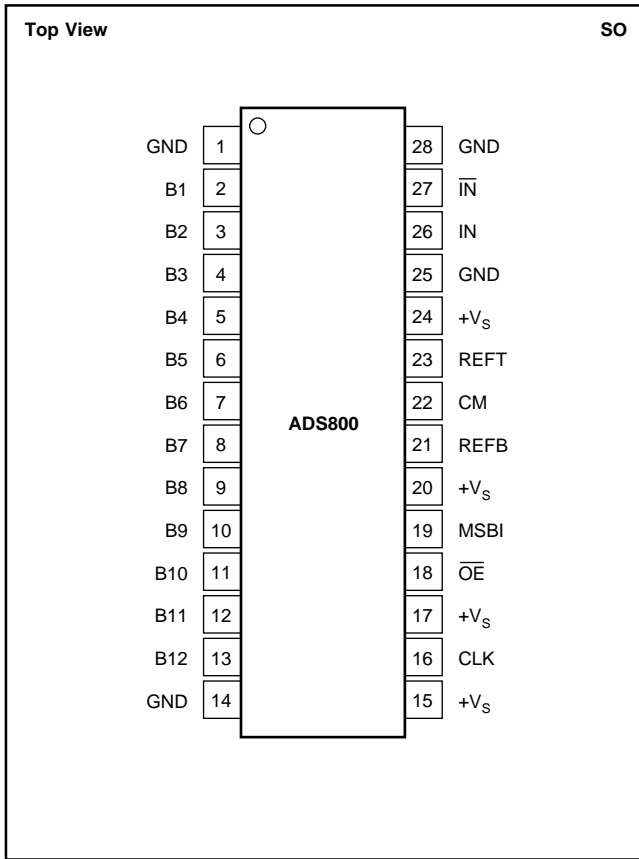 Top View SO
GND 1 28 GND
B1 2 27 I̅N̅
B2 3 26 IN
B3 4 25 GND
B4 5 24 +VS
B5 6 23 REFT
B6 7 22 CM
ADS800
B7 8 21 REFB
B8 9 20 +VS
B9 10 19 MSBI
B10 11 18 O̅E̅
B11 12 17 +VS
B12 13 16 CLK
GND 14 15 +VS